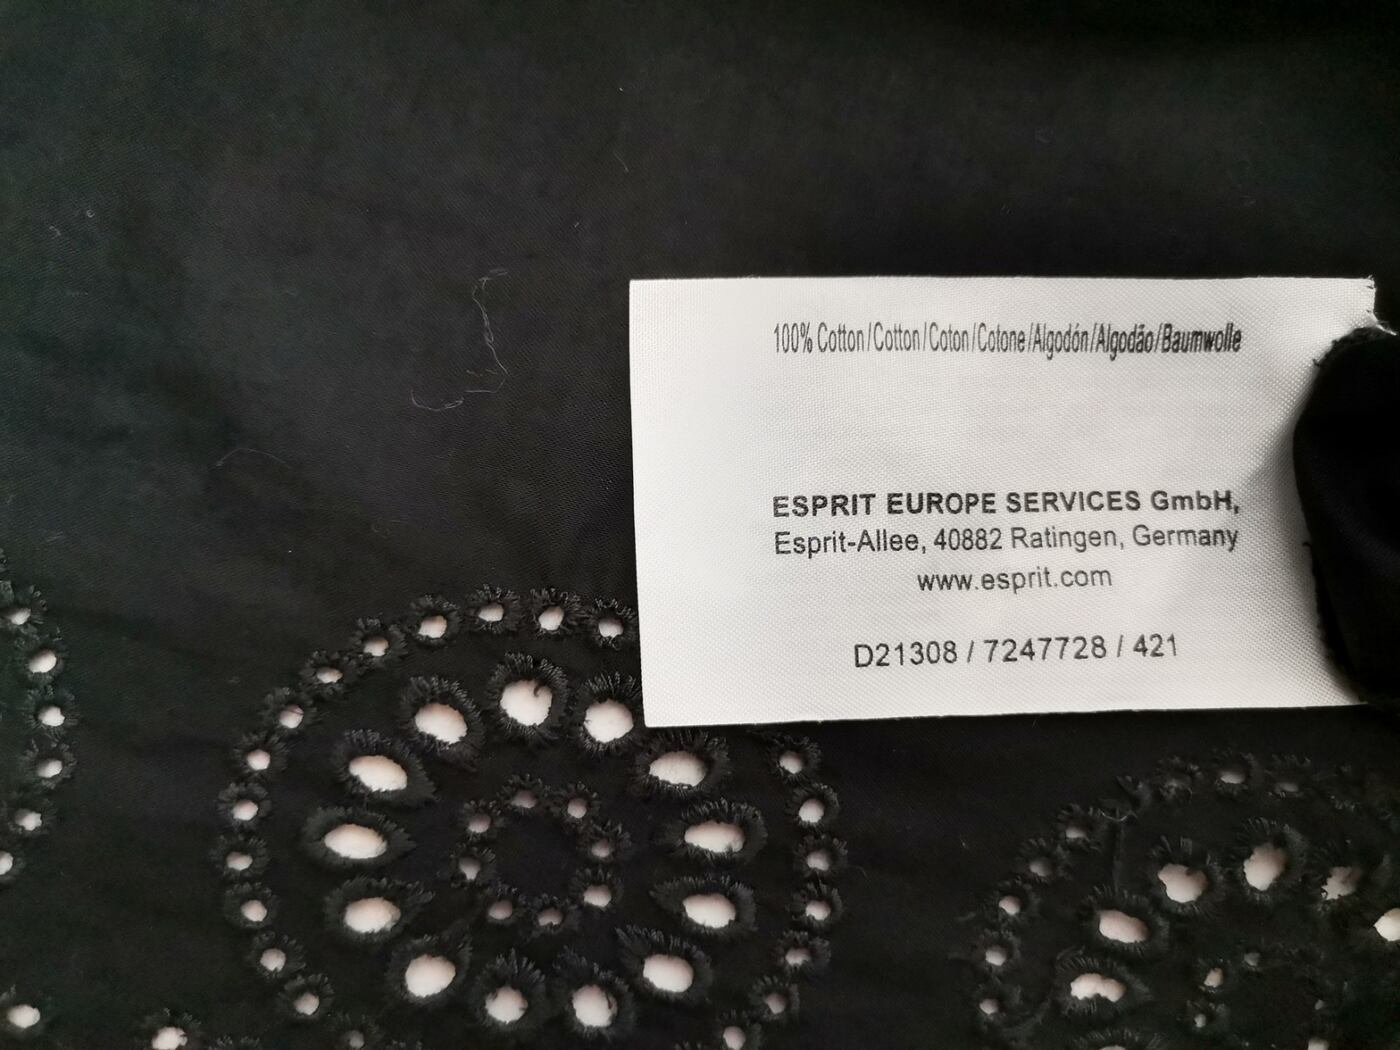 100% Cotton/Cotton/Coton/Cotone/Algodón/Algodão/Baumwolle
ESPRIT EUROPE SERVICES GmbH,
Esprit-Allee, 40882 Ratingen, Germany
www.esprit.com
D21308 / 7247728 / 421